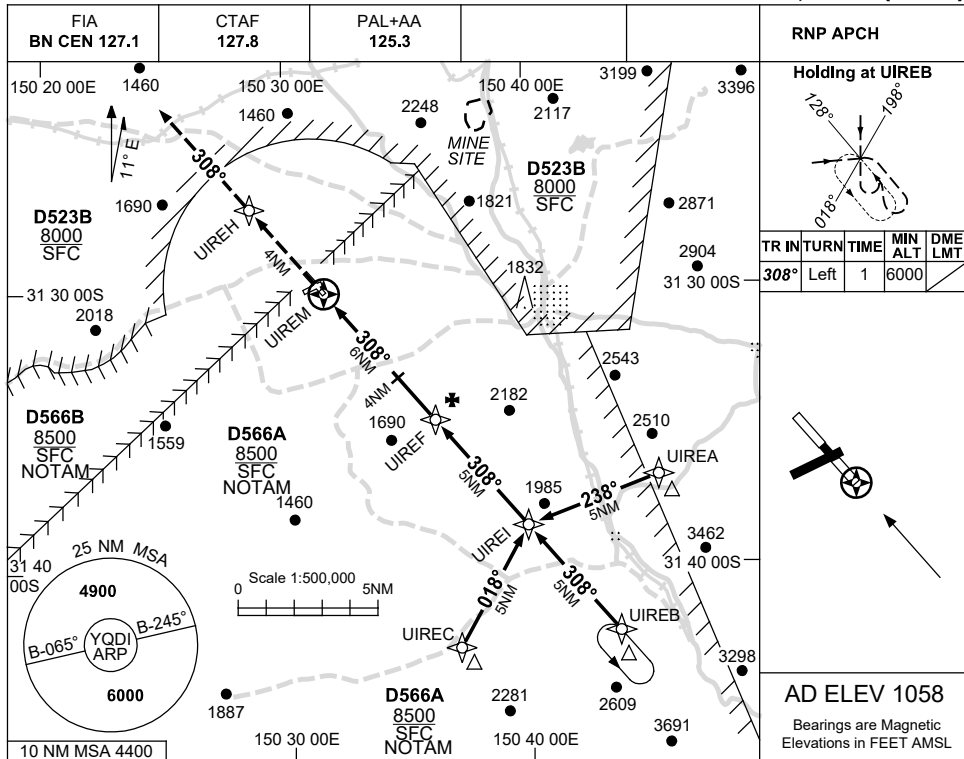 FIA
BN CEN 127.1
CTAF
127.8
PAL+AA
125.3
RNP APCH
150 20 00E
1460
150 30 00E
1460
2248
150 40 00E
2117
3199
3396
MINE
SITE
11° E
308°
1690
D523B
8000
SFC
UIREH
4NM
D523B
8000
SFC
1821
2871
2904
1832
31 30 00S
31 30 00S
2018
UIREM
308°
6NM
4NM
2543
D566B
8500
SFC
NOTAM
1559
D566A
8500
SFC
NOTAM
1690
2182
2510
UIREF
UIREA
308°
5NM
1460
1985
238°
5NM
UIREI
3462
31 40
00S
31 40 00S
25 NM MSA
4900
B-065°
B-245°
YQDI
ARP
6000
10 NM MSA 4400
0
Scale 1:500,000
5NM
018°
5NM
308°
5NM
UIREC
UIREB
3298
1887
D566A
8500
SFC
NOTAM
2281
2609
3691
150 30 00E
150 40 00E
Holding at UIREB
128°
198°
018°
TR IN
TURN
TIME
MIN
ALT
DME
LMT
308°
Left
1
6000
AD ELEV 1058
Bearings are Magnetic
Elevations in FEET AMSL